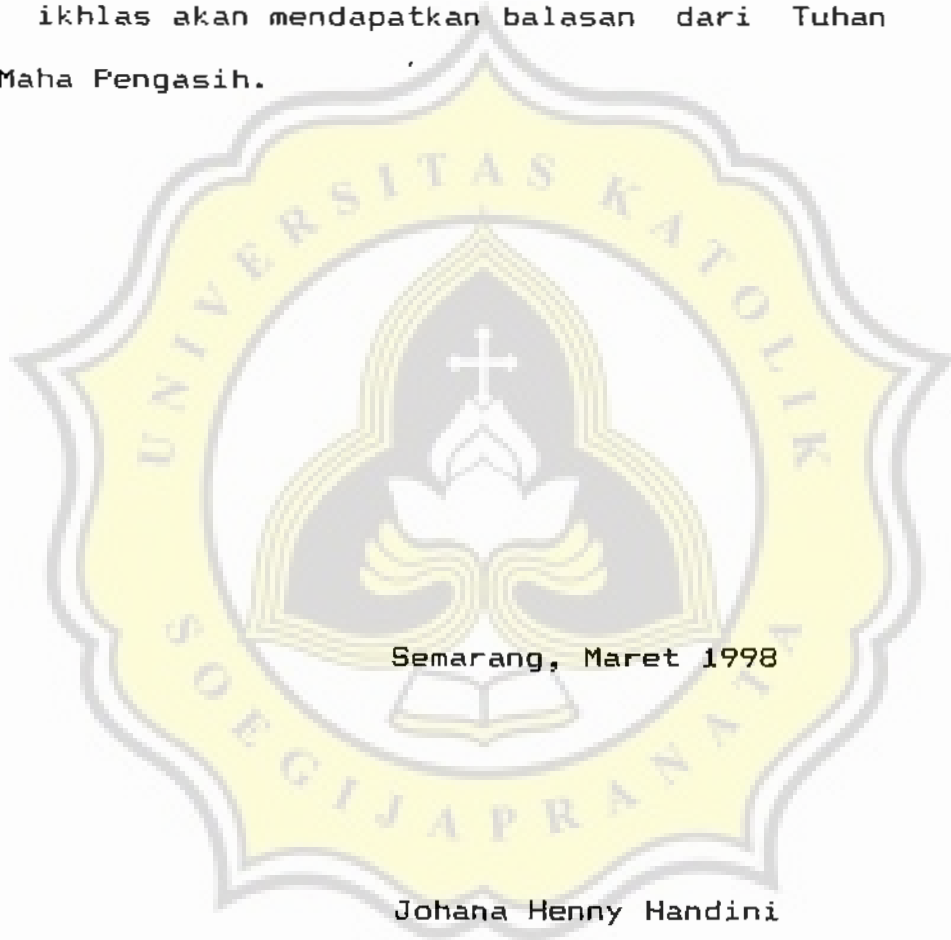 ikhlas akan mendapatkan balasan dari Tuhan
Maha Pengasih.
UNIVERSITAS KATOLIK
SOEGIJAPRANATA
Semarang, Maret 1998
Johana Henny Handini